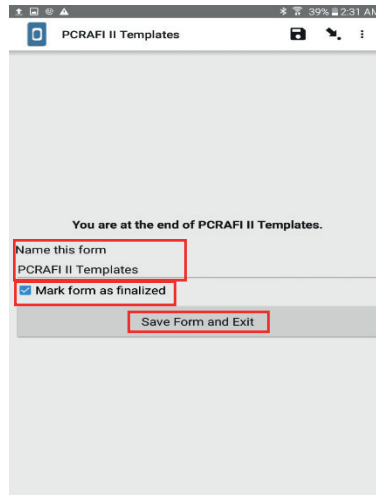 39% 2:31 AM
PCRAFI II Templates
You are at the end of PCRAFI II Templates.
Name this form
PCRAFI II Templates
Mark form as finalized
Save Form and Exit